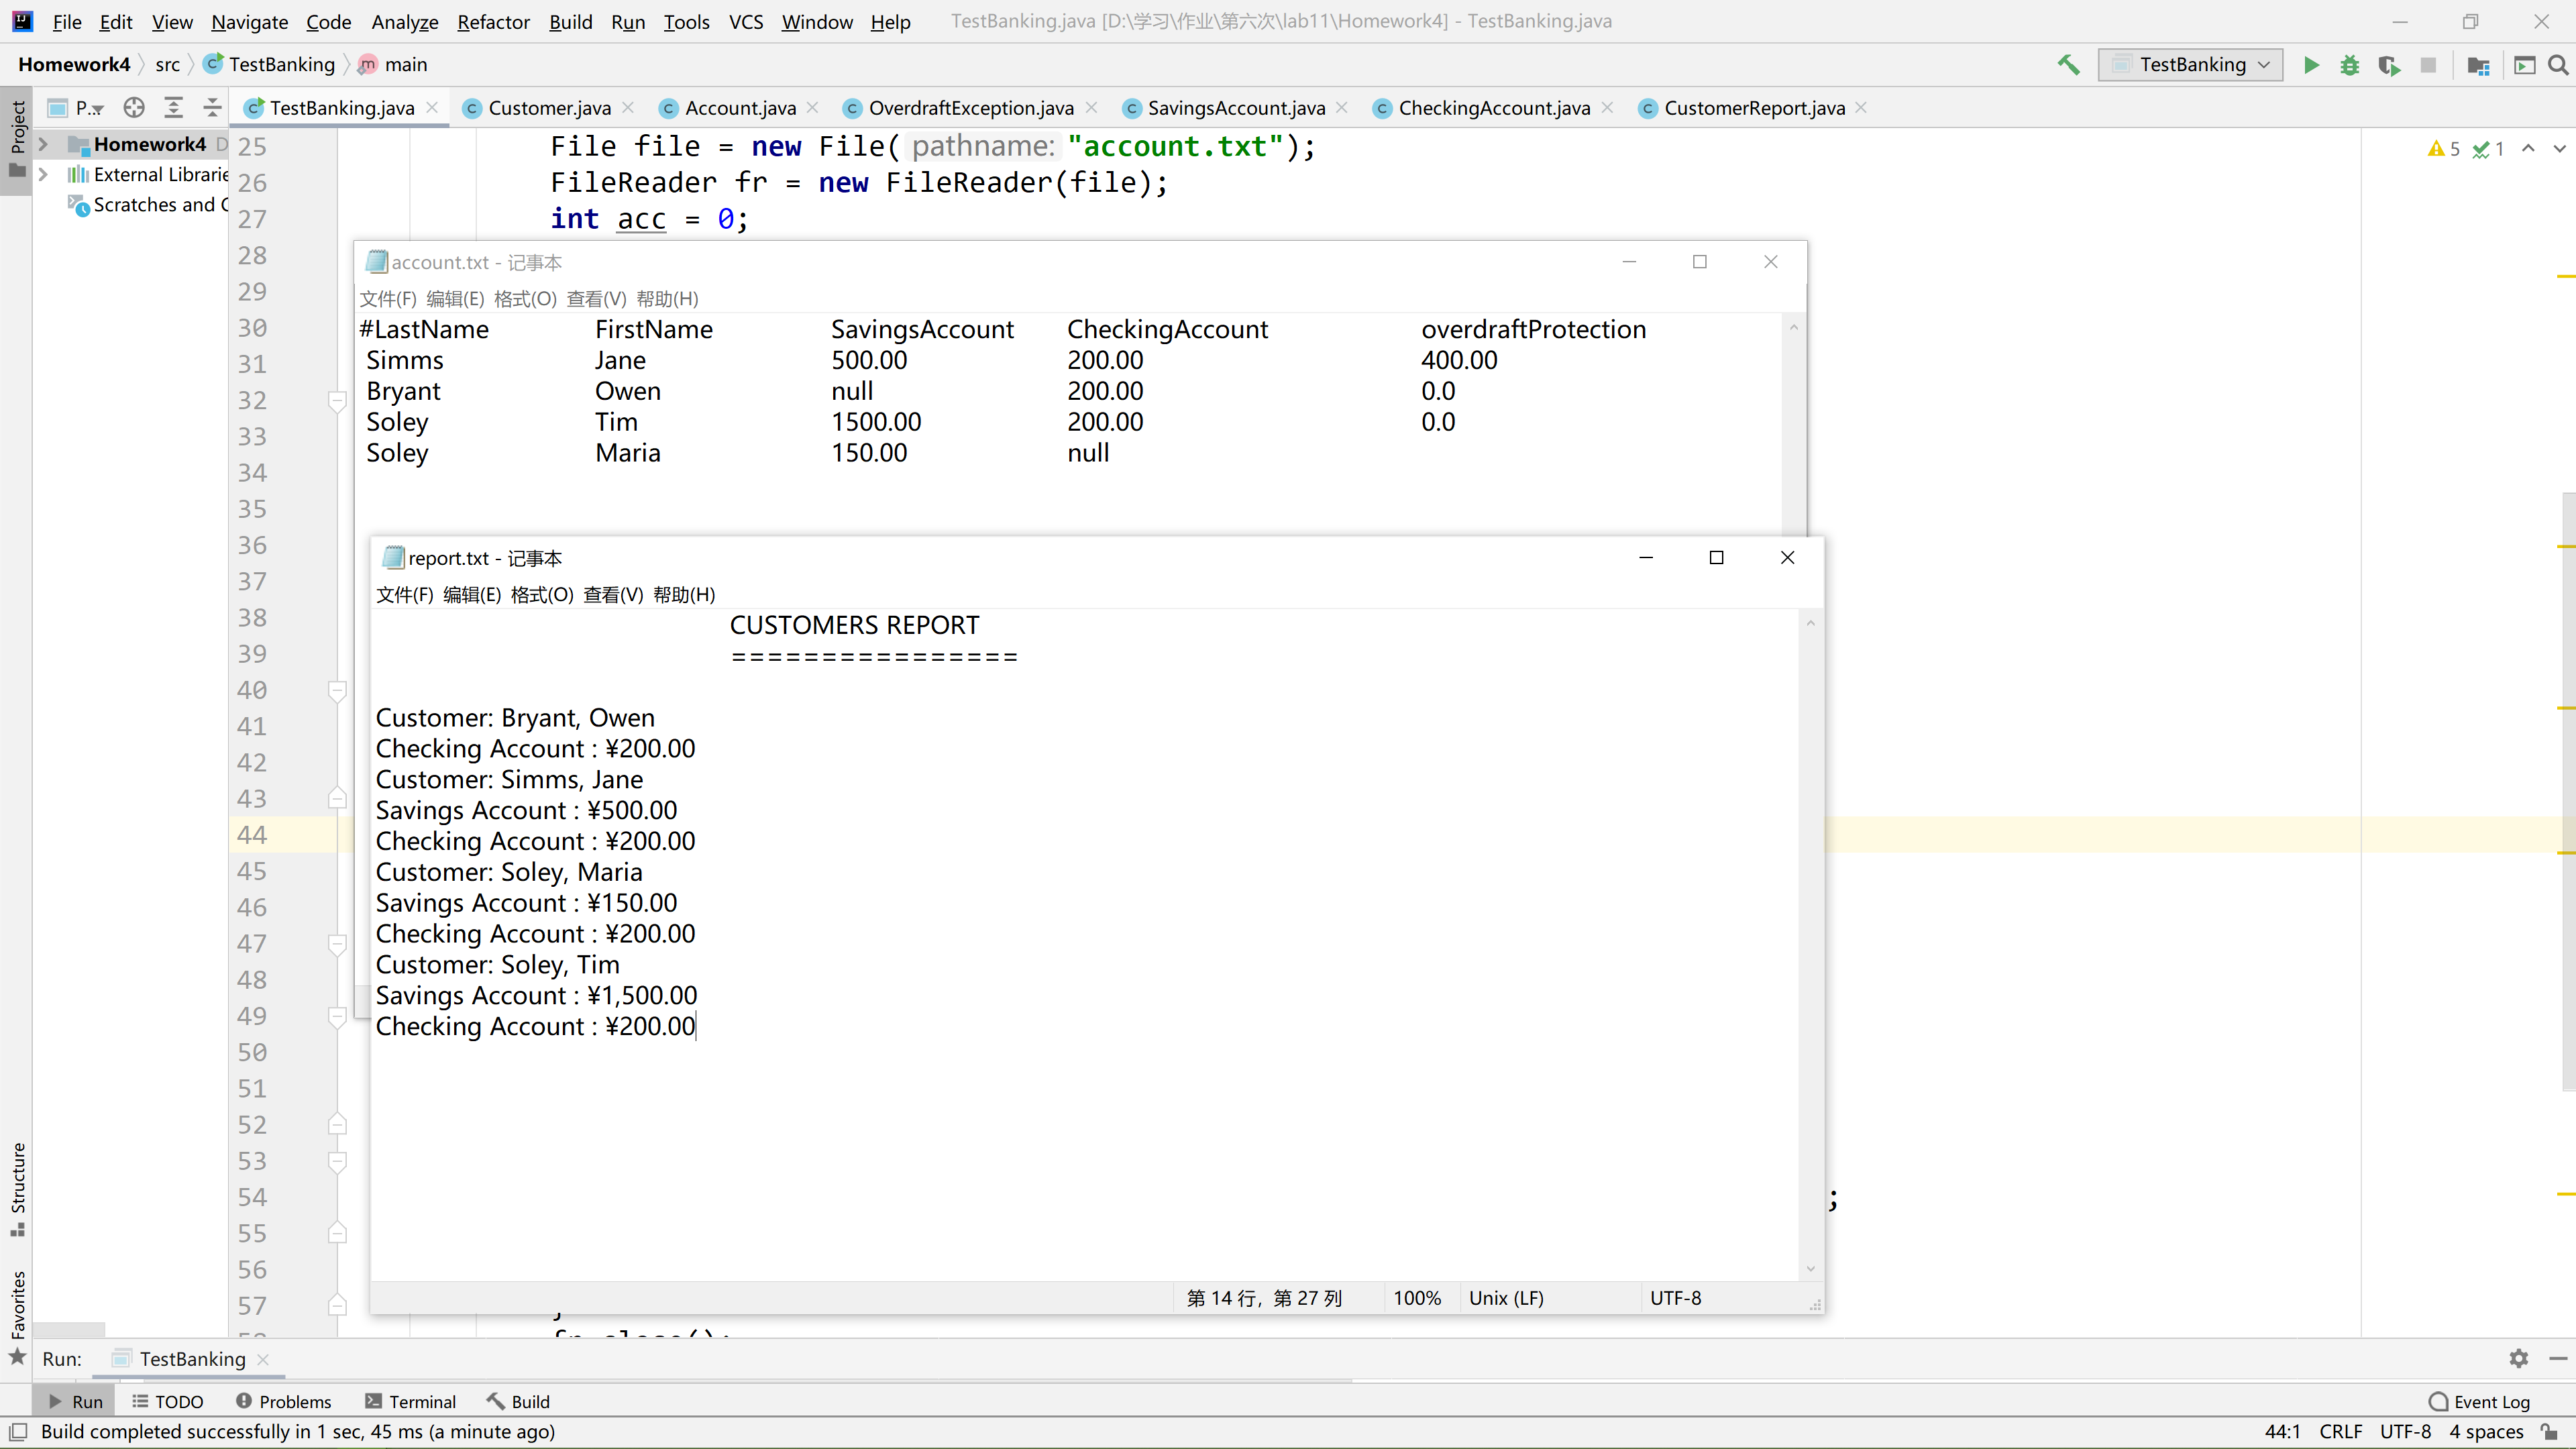 File Edit View Navigate Code Analyze Refactor Build Run Tools VCS Window Help TestBanking.java [D:\学习\作业\第六次\lab11\Homework4] - TestBanking.java
Homework4 src TestBanking main TestBanking
Project P... TestBanking.java Customer.java Account.java OverdraftException.java SavingsAccount.java CheckingAccount.java CustomerReport.java
Homework4
External
Scratches and
25 File file = new File( pathname: "account.txt");
5 1
26 FileReader fr = new FileReader(file);
27 int acc = 0;
28
29
30
31
32
33
34
35
36
37
38
39
40
41
42
43
44
45
46
47
48
49
50
51
52
53
54 ;
55
56
57
account.txt - 记事本
文件(F) 编辑(E) 格式(O) 查看(V) 帮助(H)
#LastName FirstName SavingsAccount CheckingAccount overdraftProtection
Simms Jane 500.00 200.00 400.00
Bryant Owen null 200.00 0.0
Soley Tim 1500.00 200.00 0.0
Soley Maria 150.00 null
report.txt - 记事本
文件(F) 编辑(E) 格式(O) 查看(V) 帮助(H)
CUSTOMERS REPORT
================
Customer: Bryant, Owen
Checking Account : ¥200.00
Customer: Simms, Jane
Savings Account : ¥500.00
Checking Account : ¥200.00
Customer: Soley, Maria
Savings Account : ¥150.00
Checking Account : ¥200.00
Customer: Soley, Tim
Savings Account : ¥1,500.00
Checking Account : ¥200.00
第 14 行，第 27 列 100% Unix (LF) UTF-8
Structure
Favorites
Run: TestBanking
Run TODO Problems Terminal Build Event Log
Build completed successfully in 1 sec, 45 ms (a minute ago) 44:1 CRLF UTF-8 4 spaces